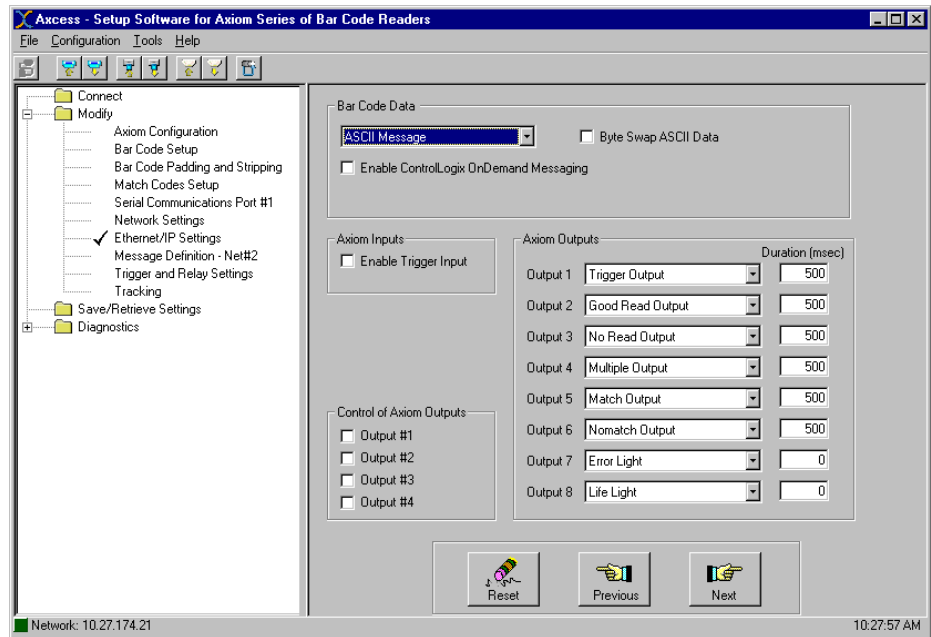 Axcess - Setup Software for Axiom Series of Bar Code Readers
File Configuration Tools Help
Connect
Modify
Axiom Configuration
Bar Code Setup
Bar Code Padding and Stripping
Match Codes Setup
Serial Communications Port #1
Network Settings
Ethernet/IP Settings
Message Definition - Net#2
Trigger and Relay Settings
Tracking
Save/Retrieve Settings
Diagnostics
Bar Code Data
ASCII Message
Byte Swap ASCII Data
Enable ControlLogix OnDemand Messaging
Axiom Inputs
Enable Trigger Input
Control of Axiom Outputs
Output #1
Output #2
Output #3
Output #4
Axiom Outputs
Duration (msec)
Output 1 Trigger Output 500
Output 2 Good Read Output 500
Output 3 No Read Output 500
Output 4 Multiple Output 500
Output 5 Match Output 500
Output 6 Nomatch Output 500
Output 7 Error Light 0
Output 8 Life Light 0
Reset Previous Next
Network: 10.27.174.21 10:27:57 AM